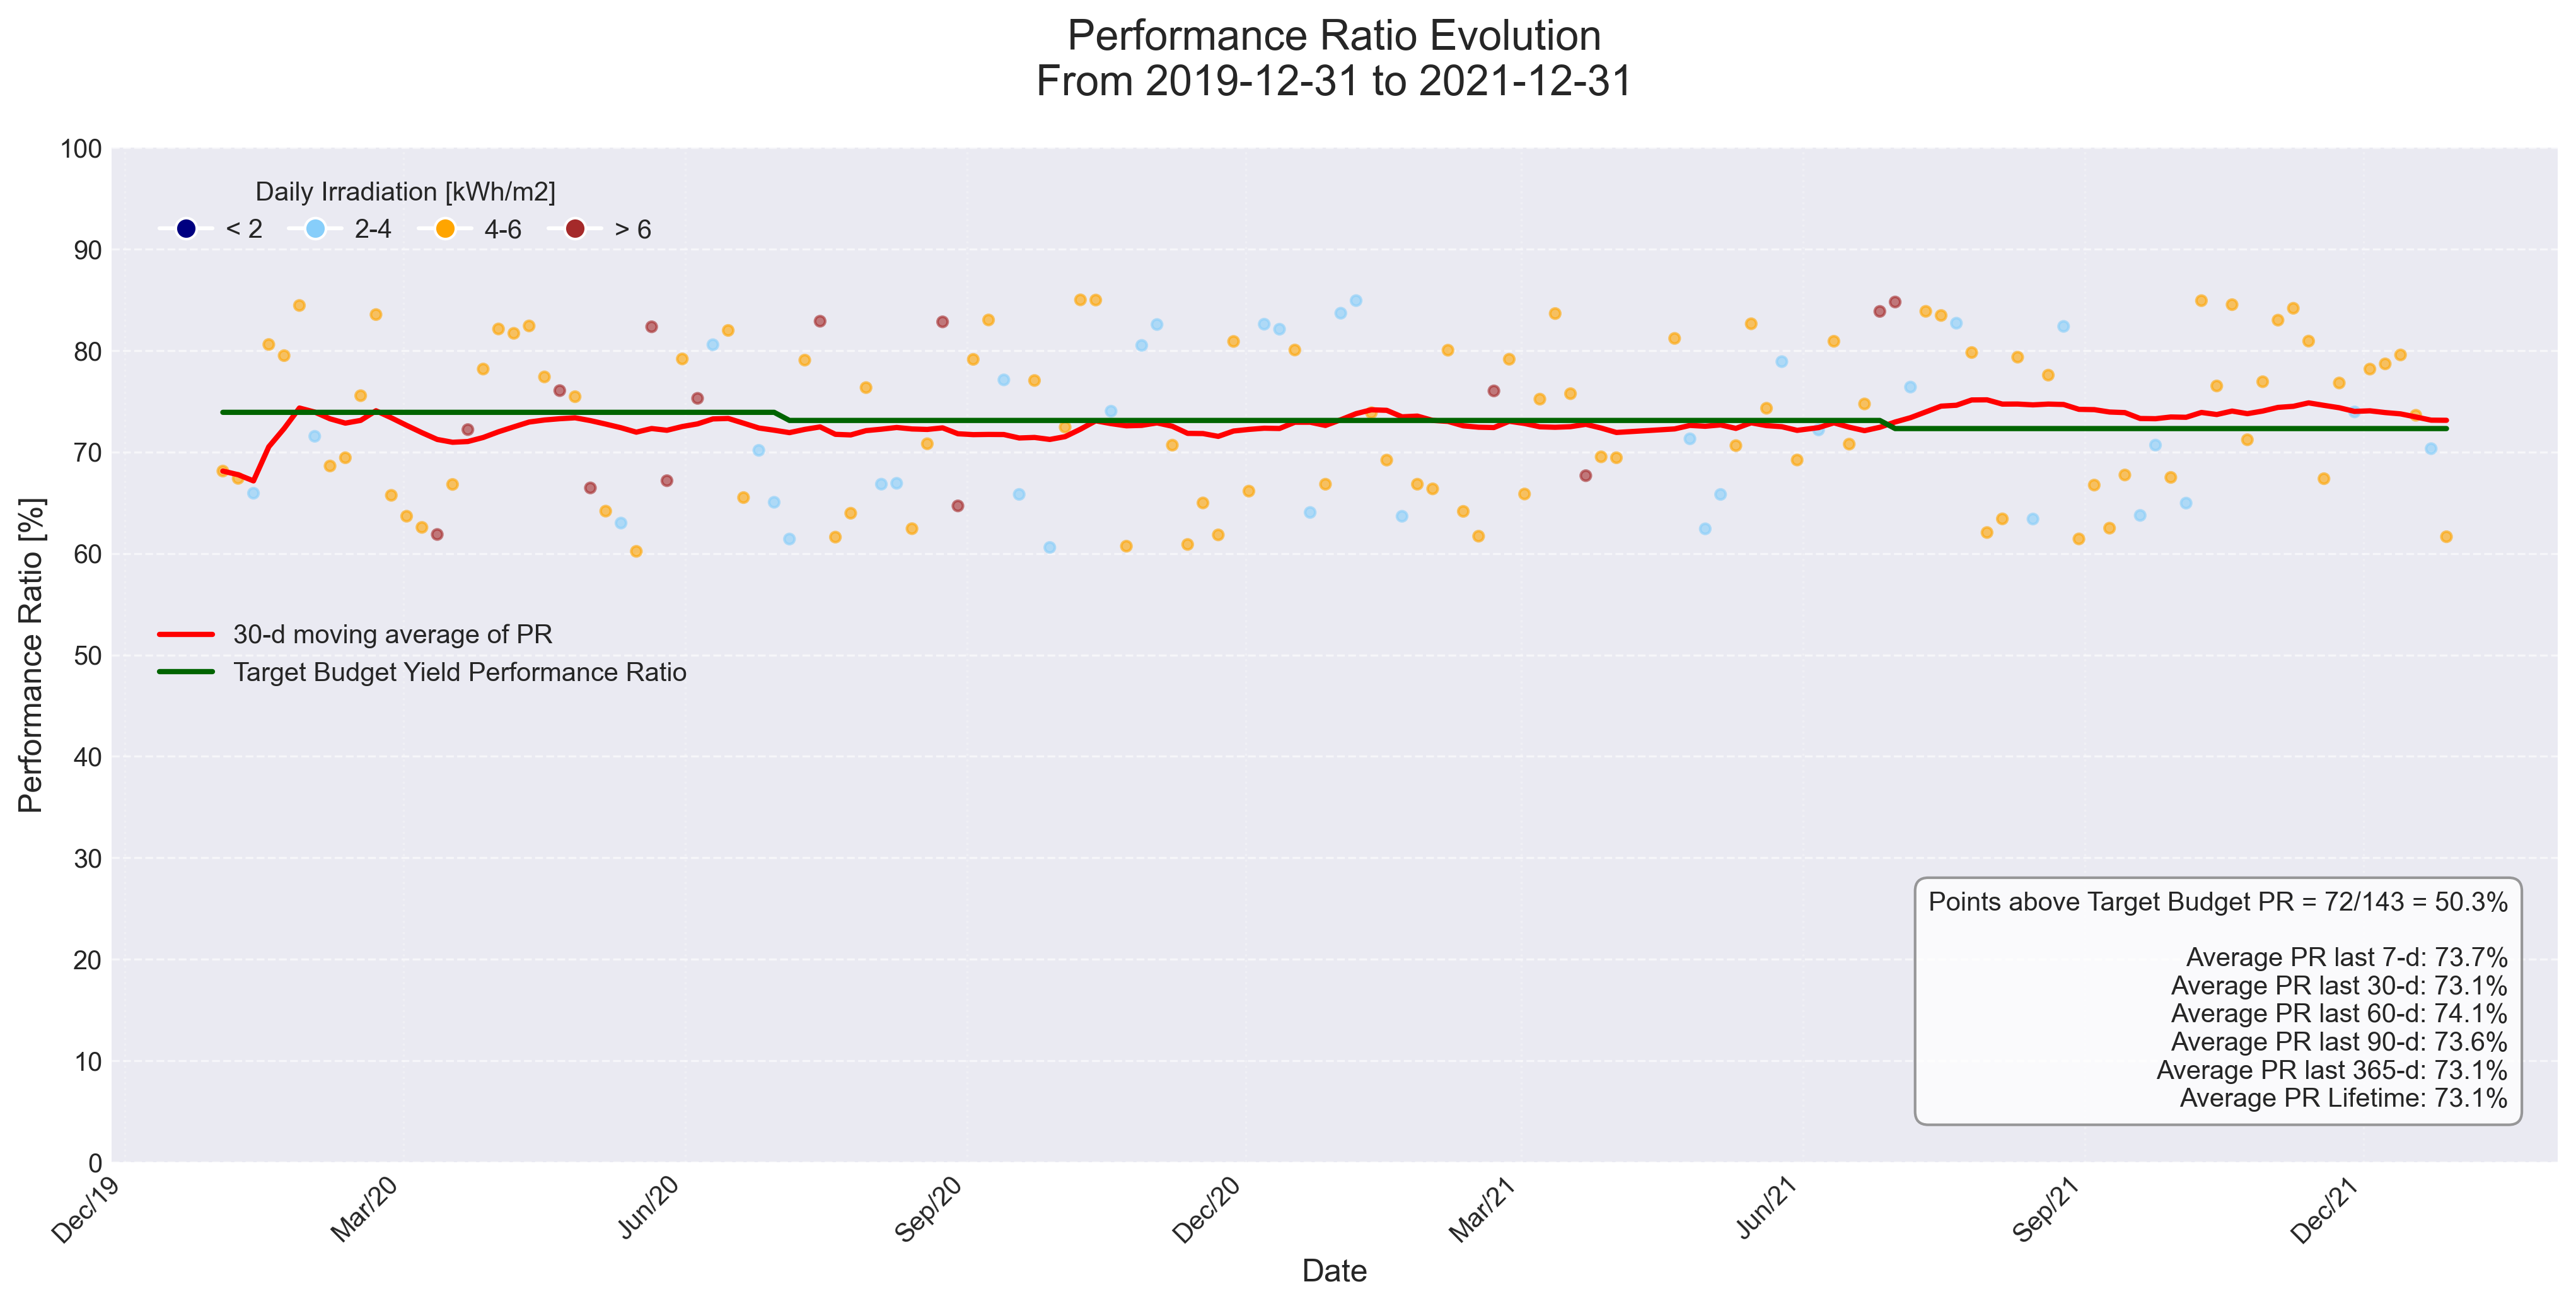 Performance Ratio Evolution
From 2019-12-31 to 2021-12-31
Performance Ratio [%]
100
90
80
70
60
50
40
30
20
10
0
Daily Irradiation [kWh/m2]
< 2 2-4 4-6 > 6
30-d moving average of PR
Target Budget Yield Performance Ratio
Points above Target Budget PR = 72/143 = 50.3%
Average PR last 7-d: 73.7%
Average PR last 30-d: 73.1%
Average PR last 60-d: 74.1%
Average PR last 90-d: 73.6%
Average PR last 365-d: 73.1%
Average PR Lifetime: 73.1%
Dec/19 Mar/20 Jun/20 Sep/20 Dec/20 Mar/21 Jun/21 Sep/21 Dec/21
Date